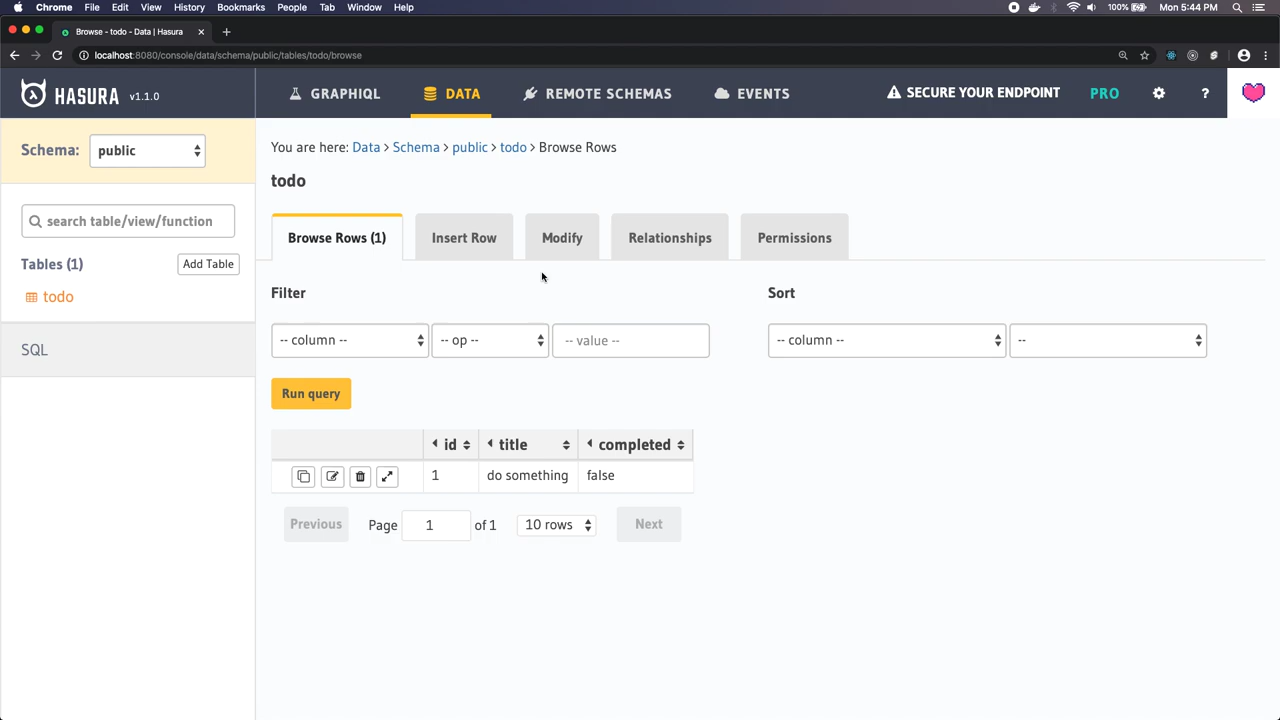 Chrome File Edit View History Bookmarks People Tab Window Help 100% Mon 5:44 PM
Browse - todo - Data | Hasura
localhost:8080/console/data/schema/public/tables/todo/browse
HASURA v1.1.0 GRAPHIQL DATA REMOTE SCHEMAS EVENTS SECURE YOUR ENDPOINT PRO ?
Schema: public
You are here: Data > Schema > public > todo > Browse Rows
todo
search table/view/function
Browse Rows (1) Insert Row Modify Relationships Permissions
Tables (1) Add Table
todo
Filter Sort
SQL
-- column -- -- op -- -- value -- -- column -- --
Run query
id title completed
1 do something false
Previous Page 1 of 1 10 rows Next